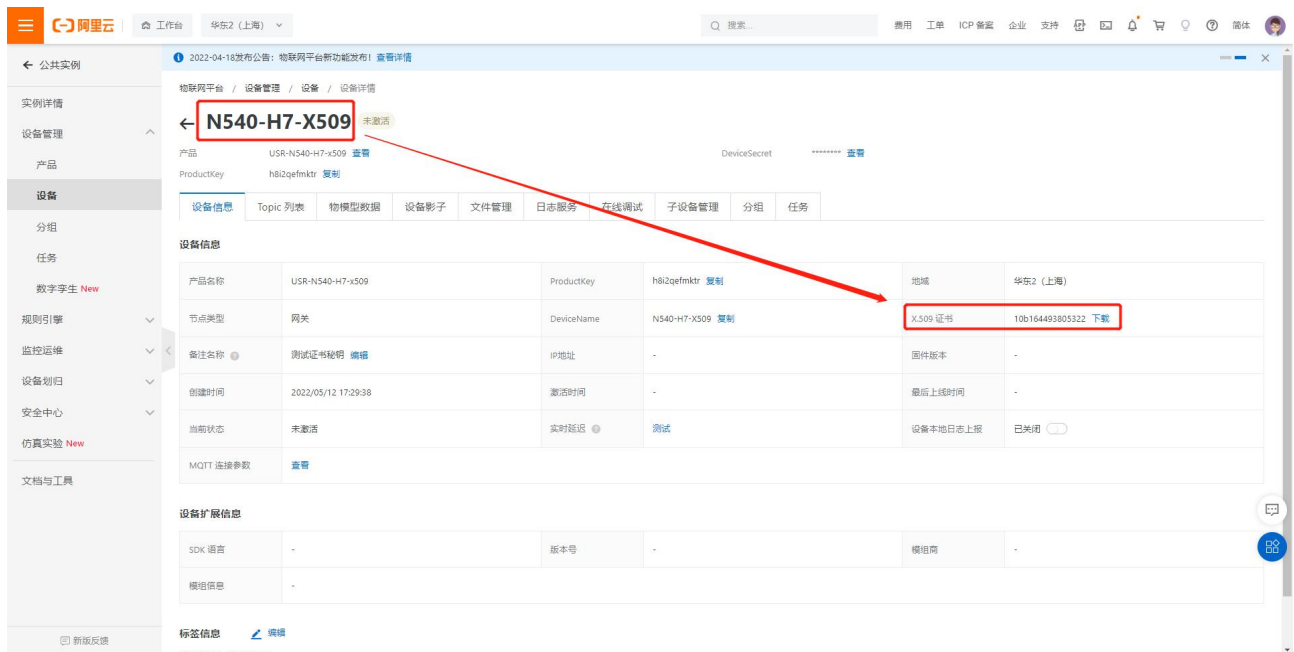 阿里云 工作台 华东2（上海） 搜索... 费用 工单 ICP 备案 企业 支持 简体
公共实例
实例详情
设备管理
产品
设备
分组
任务
数字孪生 New
规则引擎
监控运维
设备划归
安全中心
仿真实验 New
文档与工具
新版反馈
2022-04-18发布公告：物联网平台新功能发布！查看详情
物联网平台 / 设备管理 / 设备 / 设备详情
N540-H7-X509 未激活
产品 USR-N540-H7-x509 查看 DeviceSecret ******** 查看
ProductKey h8i2qefmktr 复制
设备信息 Topic 列表 物模型数据 设备影子 文件管理 日志服务 在线调试 子设备管理 分组 任务
设备信息
产品名称 USR-N540-H7-x509 ProductKey h8i2qefmktr 复制 地域 华东2（上海）
节点类型 网关 DeviceName N540-H7-X509 复制 X.509 证书 10b164493805322 下载
备注名称 测试证书秘钥 编辑 IP地址 - 固件版本 -
创建时间 2022/05/12 17:29:38 激活时间 - 最后上线时间 -
当前状态 未激活 实时延迟 测试 设备本地日志上报 已关闭
MQTT 连接参数 查看
设备扩展信息
SDK 语言 - 版本号 - 模组商 -
模组信息 -
标签信息 编辑